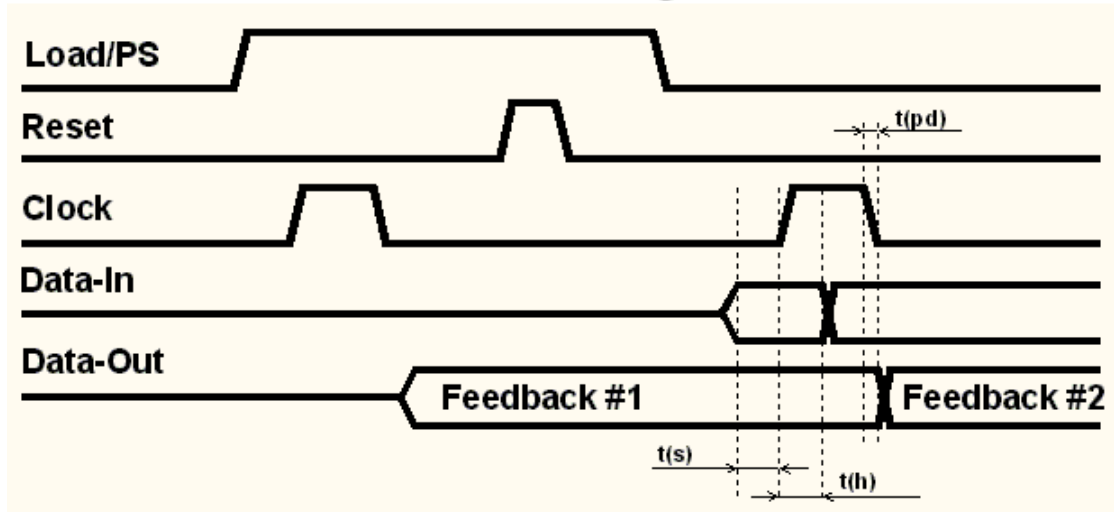 Load/PS
Reset
t(pd)
Clock
Data-In
Data-Out
Feedback #1
Feedback #2
t(s)
t(h)